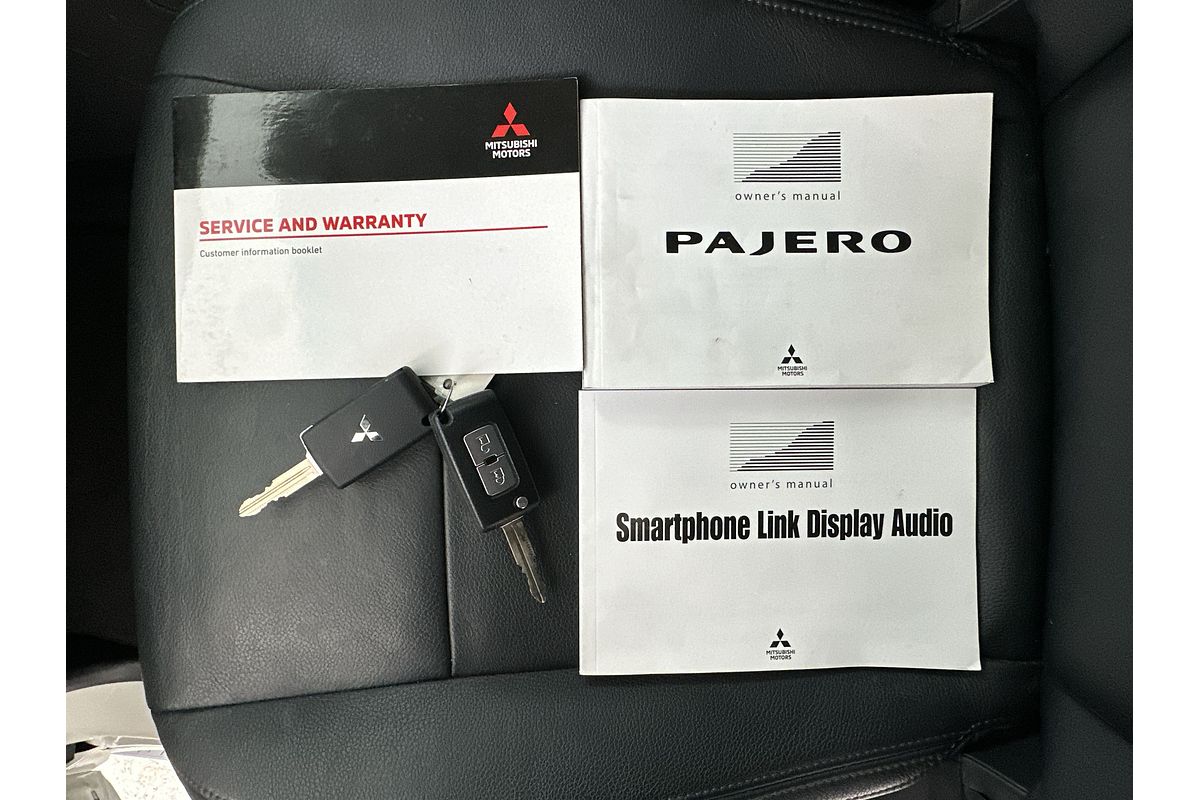 MITSUBISHI
MOTORS
SERVICE AND WARRANTY
Customer information booklet
owner's manual
PAJERO
MITSUBISHI
MOTORS
owner's manual
Smartphone Link Display Audio
MITSUBISHI
MOTORS